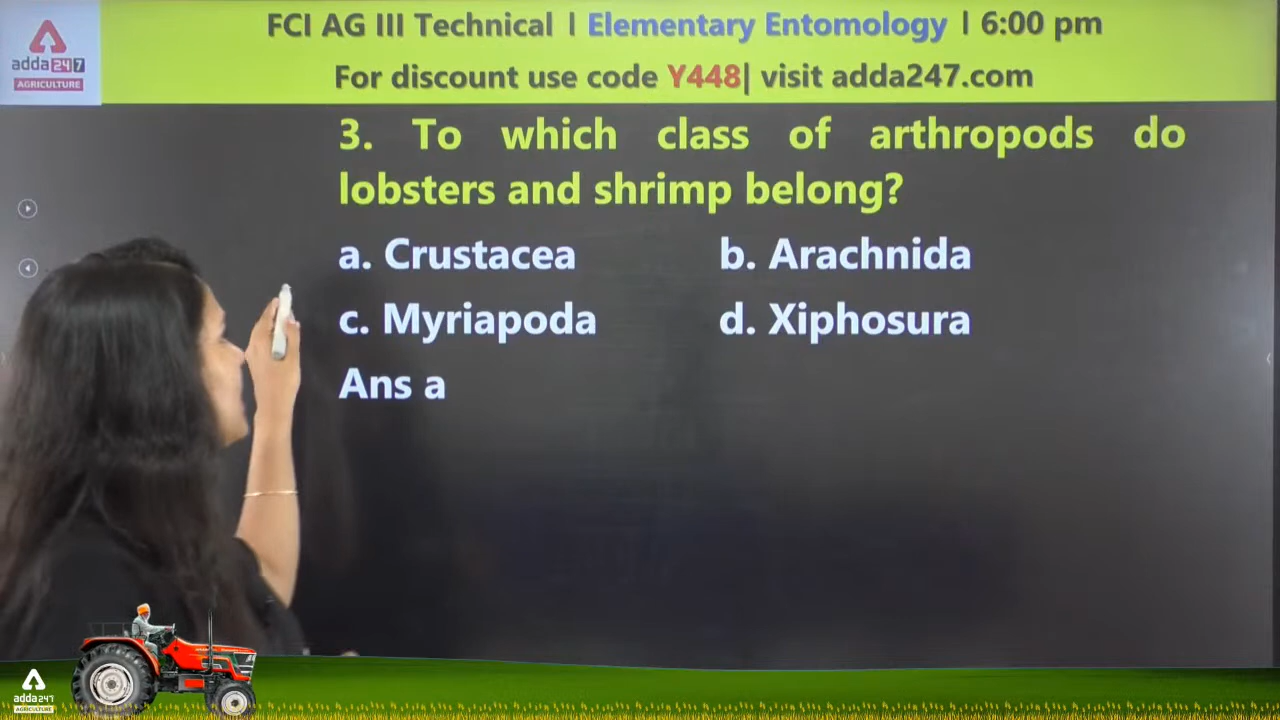 FCI AG III Technical I Elementary Entomology I 6:00 pm
For discount use code Y448| visit adda247.com
adda247
AGRICULTURE
3. To which class of arthropods do
lobsters and shrimp belong?
a. Crustacea b. Arachnida
c. Myriapoda d. Xiphosura
Ans a
adda247
AGRICULTURE